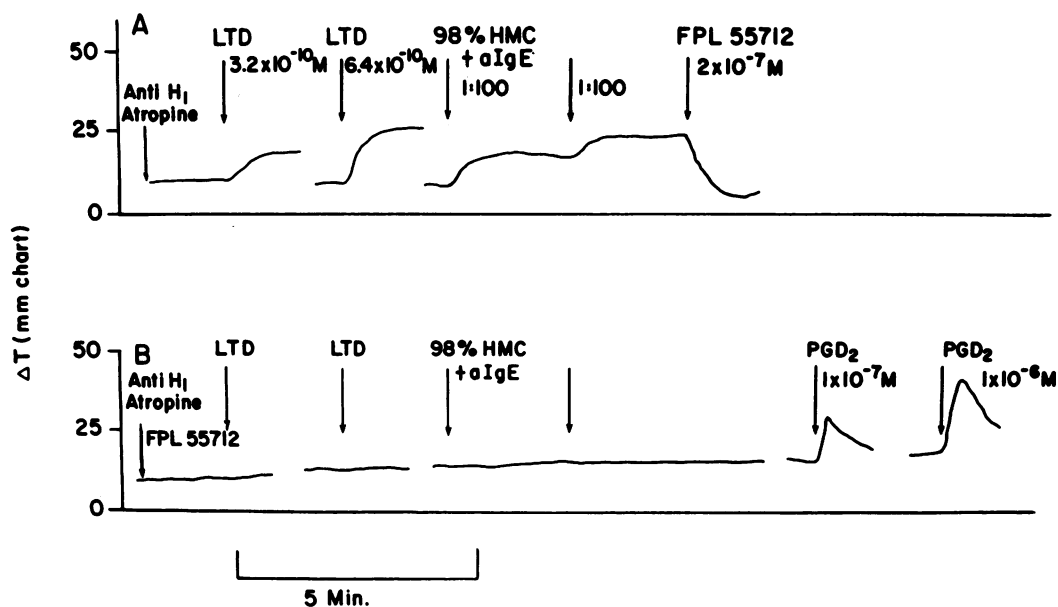 A
50
25
0
Anti H₁
Atropine
LTD
3.2x10⁻¹⁰M
LTD
6.4x10⁻¹⁰M
98% HMC
+ aIgE
1:100
1:100
FPL 55712
2x10⁻⁷M
ΔT (mm chart)
B
50
25
0
Anti H₁
Atropine
FPL 55712
LTD
LTD
98% HMC
+ aIgE
PGD₂
1x10⁻⁷M
PGD₂
1x10⁻⁶M
5 Min.